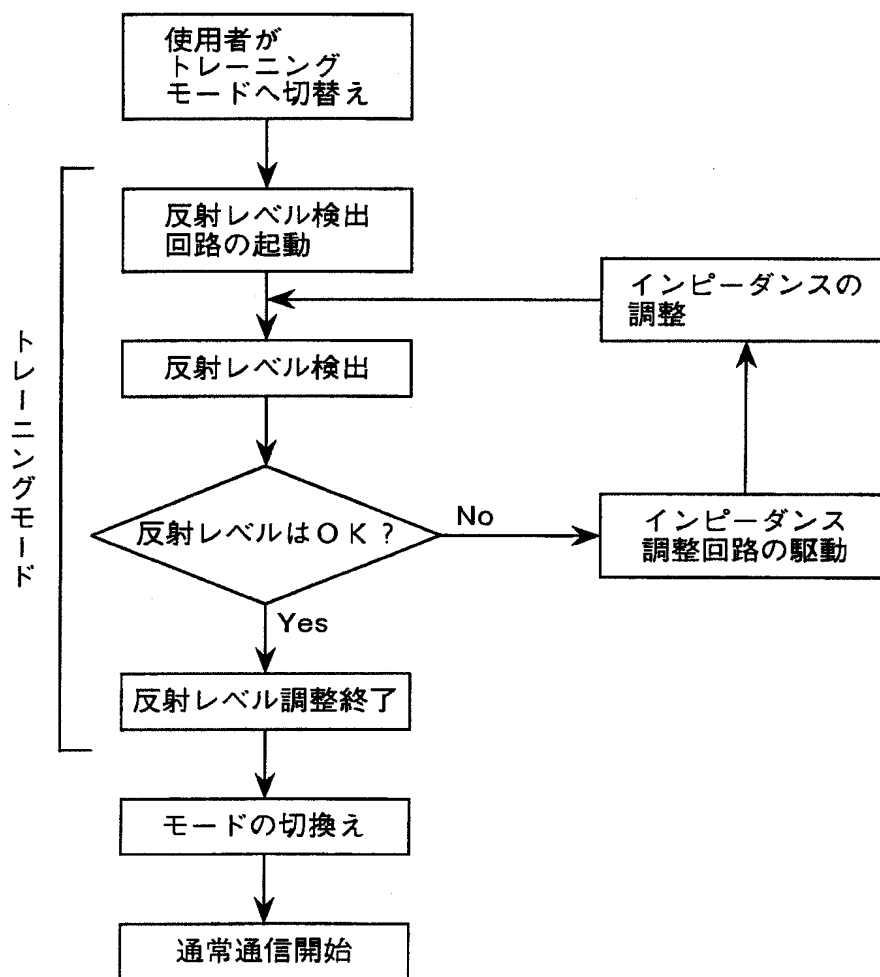 使用者が
トレーニング
モードへ切替え
反射レベル検出
回路の起動
インピーダンスの
調整
反射レベル検出
トレーニングモード
反射レベルはＯＫ？
No
インピーダンス
調整回路の駆動
Yes
反射レベル調整終了
モードの切換え
通常通信開始